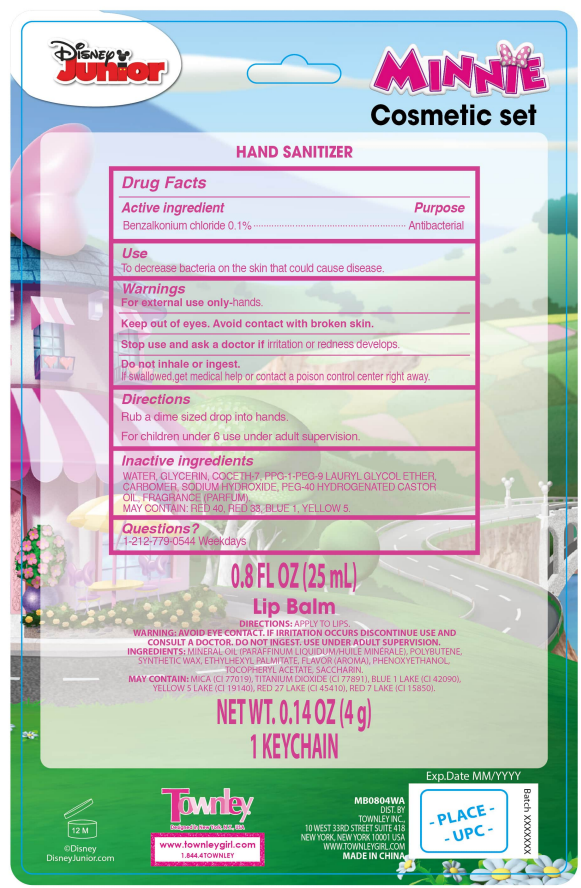 Disney
Junior
MINNIE
Cosmetic set
HAND SANITIZER
Drug Facts
Active ingredient Purpose
Benzalkonium chloride 0.1% Antibacterial
Use
To decrease bacteria on the skin that could cause disease.
Warnings
For external use only-hands.
Keep out of eyes. Avoid contact with broken skin.
Stop use and ask a doctor if irritation or redness develops.
Do not inhale or ingest.
If swallowed,get medical help or contact a poison control center right away.
Directions
Rub a dime sized drop into hands.
For children under 6 use under adult supervision.
Inactive ingredients
WATER, GLYCERIN, COCETH-7, PPG-1-PEG-9 LAURYL GLYCOL ETHER,
CARBOMER, SODIUM HYDROXIDE, PEG-40 HYDROGENATED CASTOR
OIL, FRAGRANCE (PARFUM).
MAY CONTAIN: RED 40, RED 33, BLUE 1, YELLOW 5.
Questions?
1-212-779-0544 Weekdays
0.8 FL OZ (25 mL)
Lip Balm
DIRECTIONS: APPLY TO LIPS.
WARNING: AVOID EYE CONTACT. IF IRRITATION OCCURS DISCONTINUE USE AND
CONSULT A DOCTOR. DO NOT INGEST. USE UNDER ADULT SUPERVISION.
INGREDIENTS: MINERAL OIL (PARAFFINUM LIQUIDUM/HUILE MINÉRALE), POLYBUTENE,
SYNTHETIC WAX, ETHYLHEXYL PALMITATE, FLAVOR (AROMA), PHENOXYETHANOL,
TOCOPHERYL ACETATE, SACCHARIN.
MAY CONTAIN: MICA (CI 77019), TITANIUM DIOXIDE (CI 77891), BLUE 1 LAKE (CI 42090),
YELLOW 5 LAKE (CI 19140), RED 27 LAKE (CI 45410), RED 7 LAKE (CI 15850).
NET WT. 0.14 OZ (4 g)
1 KEYCHAIN
12 M
©Disney
DisneyJunior.com
Townley
Designed in New York, N.Y., USA
www.townleygirl.com
1.844.4TOWNLEY
MB0804WA
DIST. BY
TOWNLEY INC.,
10 WEST 33RD STREET SUITE 418
NEW YORK, NEW YORK 10001 USA
WWW.TOWNLEYGIRL.COM
MADE IN CHINA
Exp.Date MM/YYYY
- PLACE -
- UPC -
Batch XXXXXXX